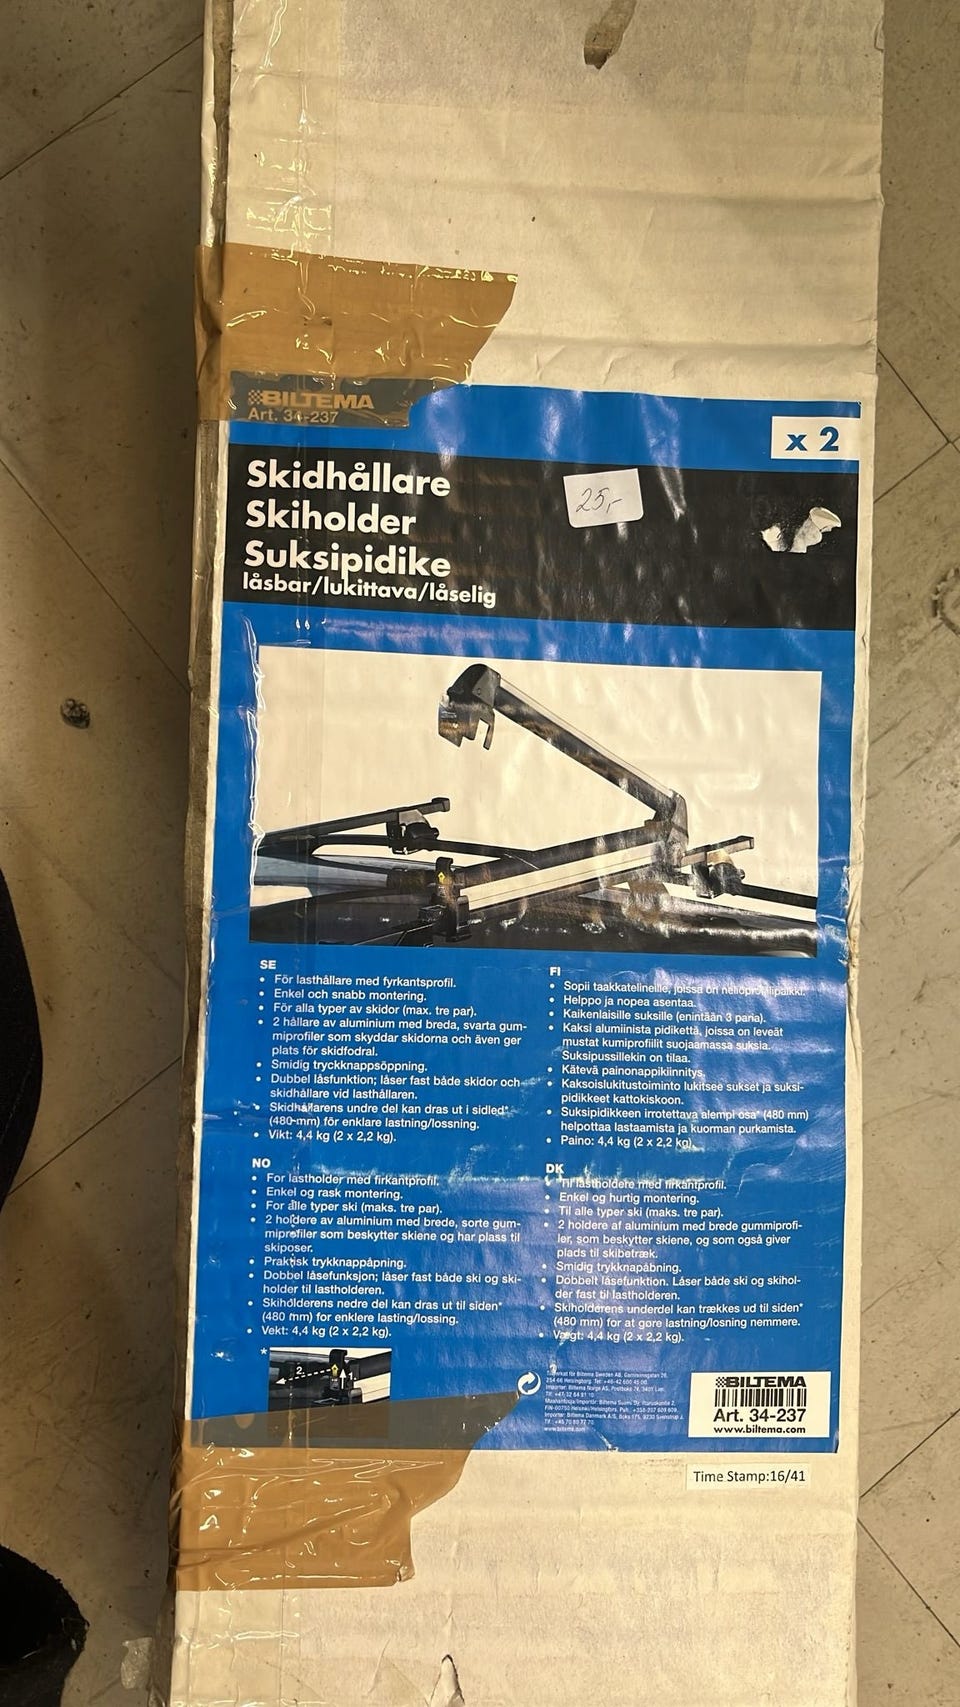 BILTEMA
Art. 34-237
x 2
Skidhållare
Skiholder
Suksipidike
låsbar/lukittava/låselig
25,-
SE
• För lasthållare med fyrkantsprofil.
• Enkel och snabb montering.
• För alla typer av skidor (max. tre par).
• 2 hållare av aluminium med breda, svarta gum-
miprofiler som skyddar skidorna och även ger
plats för skidfodral.
• Smidig tryckknappsöppning.
• Dubbel låsfunktion; låser fast både skidor och
skidhållare vid lasthållaren.
• Skidhållarens undre del kan dras ut i sidled*
(480 mm) för enklare lastning/lossning.
• Vikt: 4,4 kg (2 x 2,2 kg).
FI
• Sopii taakkatelineille, joissa on
• Helppo ja nopea asentaa.
• Kaikenlaisille suksille (enintään 3 paria).
• Kaksi alumiinista pidikettä, joissa on leveät
mustat kumiprofiilit suojaamassa suksia.
Suksipussillekin on tilaa.
• Kätevä painonappikiinnitys.
• Kaksoislukitustoiminto lukitsee sukset ja suksi-
pidikkeet kattokiskoon.
• Suksipidikkeen irrotettava alempi osa* (480 mm)
helpottaa lastaamista ja kuorman purkamista.
• Paino: 4,4 kg (2 x 2,2 kg).
NO
• For lastholder med firkantprofil.
• Enkel og rask montering.
• For alle typer ski (maks. tre par).
• 2 holdere av aluminium med brede, sorte gum-
miprofiler som beskytter skiene og har plass til
skiposer.
• Praktisk trykknappåpning.
• Dobbel låsefunksjon; låser fast både ski og ski-
holder til lastholderen.
• Skiholderens nedre del kan dras ut til siden*
(480 mm) for enklere lasting/lossing.
• Vekt: 4,4 kg (2 x 2,2 kg).
DK
• Til lastholdere med firkantprofil.
• Enkel og hurtig montering.
• Til alle typer ski (maks. tre par).
• 2 holdere af aluminium med brede gummiprofi-
ler, som beskytter skiene, og som også giver
plads til skibetræk.
• Smidig trykknapåbning.
• Dobbelt låsefunktion. Låser både ski og skihol-
der fast til lastholderen.
• Skiholderens underdel kan trækkes ud til siden*
(480 mm) for at gøre lastning/losning nemmere.
• Vægt: 4,4 kg (2 x 2,2 kg).
*
2.
1.
BILTEMA
Art. 34-237
www.biltema.com
www.biltema.com
Time Stamp:16/41